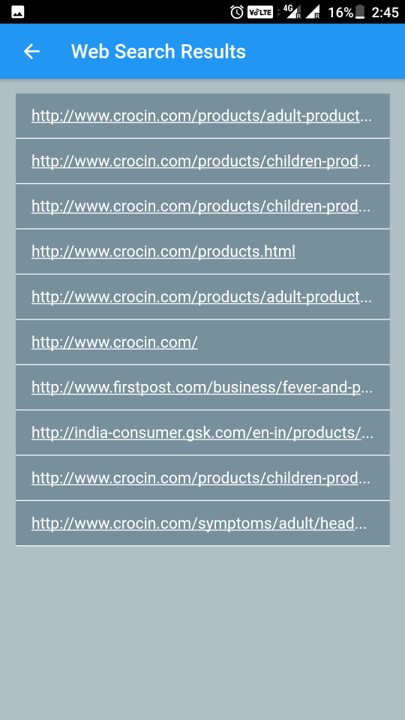 VoLTE 4G R R 16% 2:45
Web Search Results
http://www.crocin.com/products/adult-product...
http://www.crocin.com/products/children-prod...
http://www.crocin.com/products/children-prod...
http://www.crocin.com/products.html
http://www.crocin.com/products/adult-product...
http://www.crocin.com/
http://www.firstpost.com/business/fever-and-p...
http://india-consumer.gsk.com/en-in/products/...
http://www.crocin.com/products/children-prod...
http://www.crocin.com/symptoms/adult/head...